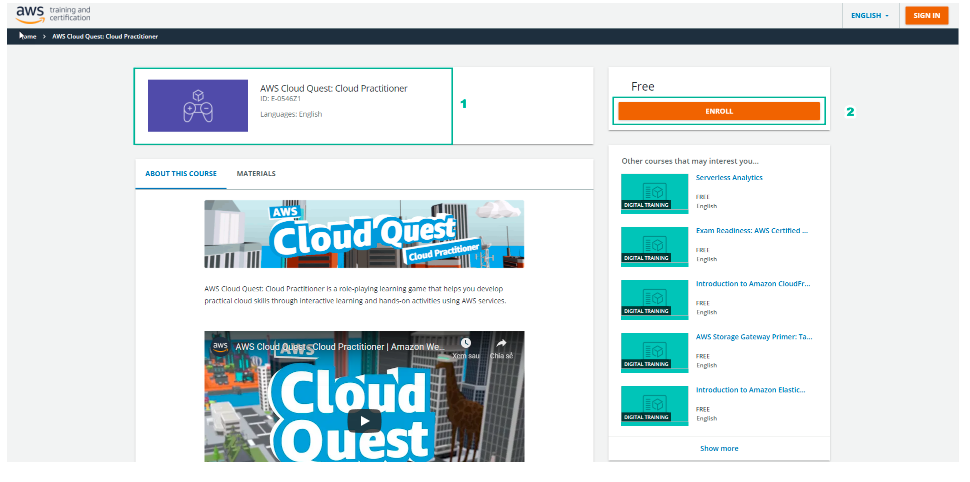 aws training and certification
ENGLISH
SIGN IN
Home > AWS Cloud Quest: Cloud Practitioner
AWS Cloud Quest: Cloud Practitioner
ID: E-0546Z1
Languages: English
1
Free
ENROLL
2
ABOUT THIS COURSE MATERIALS
AWS
Cloud Quest
Cloud Practitioner
AWS Cloud Quest: Cloud Practitioner is a role-playing learning game that helps you develop
practical cloud skills through interactive learning and hands-on activities using AWS services.
aws AWS Cloud Quest: Cloud Practitioner | Amazon We...
Xem sau Chia sẻ
AWS
Cloud
Quest
Other courses that may interest you...
DIGITAL TRAINING
Serverless Analytics
FREE
English
DIGITAL TRAINING
Exam Readiness: AWS Certified ...
FREE
English
DIGITAL TRAINING
Introduction to Amazon CloudFr...
FREE
English
DIGITAL TRAINING
AWS Storage Gateway Primer: Ta...
FREE
English
DIGITAL TRAINING
Introduction to Amazon Elastic...
FREE
English
Show more